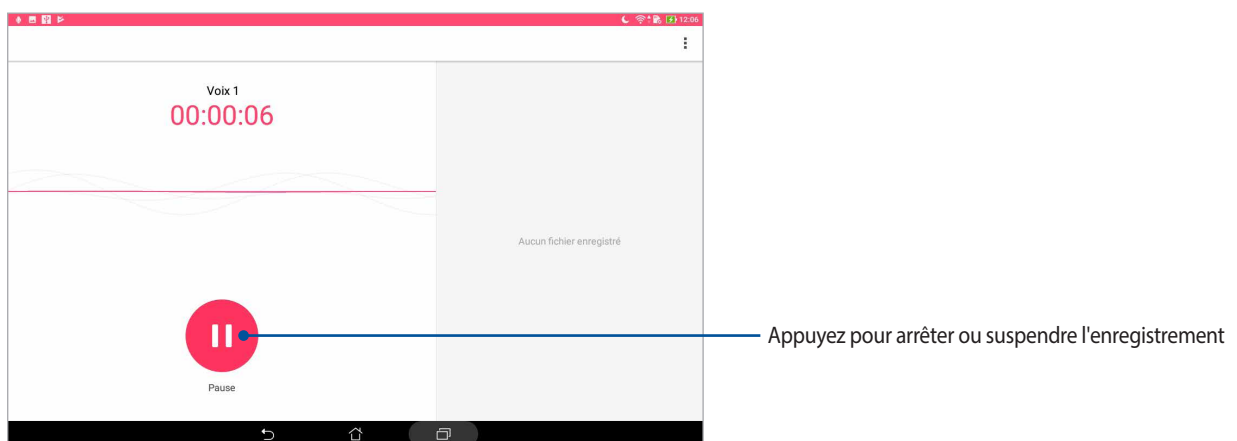 12:06
Voix 1
00:00:06
Aucun fichier enregistré
Appuyez pour arrêter ou suspendre l'enregistrement
Pause